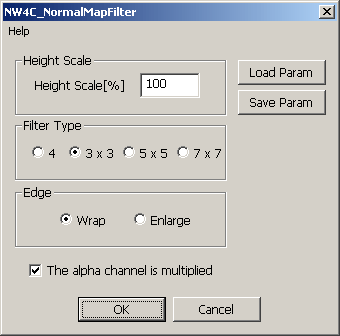 NW4C_NormalMapFilter
Help
Height Scale
Height Scale[%] 100
Load Param
Save Param
Filter Type
4 3 x 3 5 x 5 7 x 7
Edge
Wrap Enlarge
The alpha channel is multiplied
OK Cancel